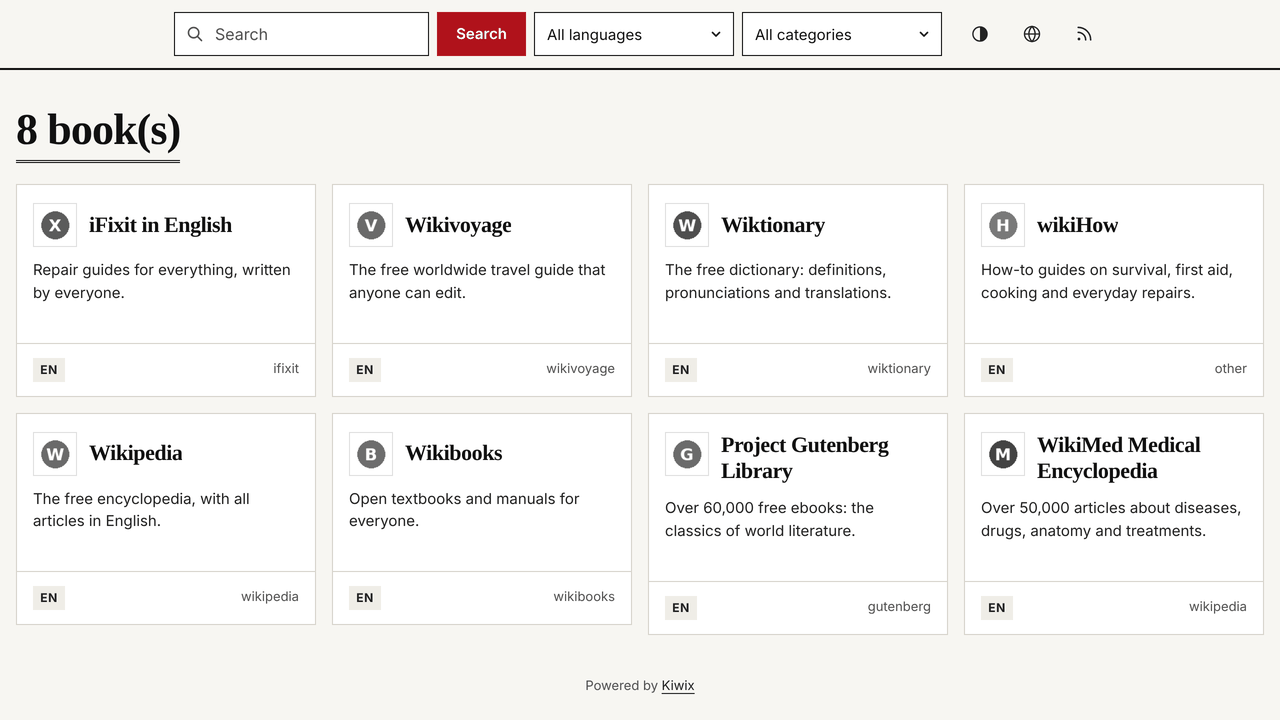 Search
Search
All languages
All categories
8 book(s)
X
iFixit in English
Repair guides for everything, written
by everyone.
EN
ifixit
V
Wikivoyage
The free worldwide travel guide that
anyone can edit.
EN
wikivoyage
W
Wiktionary
The free dictionary: definitions,
pronunciations and translations.
EN
wiktionary
H
wikiHow
How-to guides on survival, first aid,
cooking and everyday repairs.
EN
other
W
Wikipedia
The free encyclopedia, with all
articles in English.
EN
wikipedia
B
Wikibooks
Open textbooks and manuals for
everyone.
EN
wikibooks
G
Project Gutenberg
Library
Over 60,000 free ebooks: the
classics of world literature.
EN
gutenberg
M
WikiMed Medical
Encyclopedia
Over 50,000 articles about diseases,
drugs, anatomy and treatments.
EN
wikipedia
Powered by Kiwix